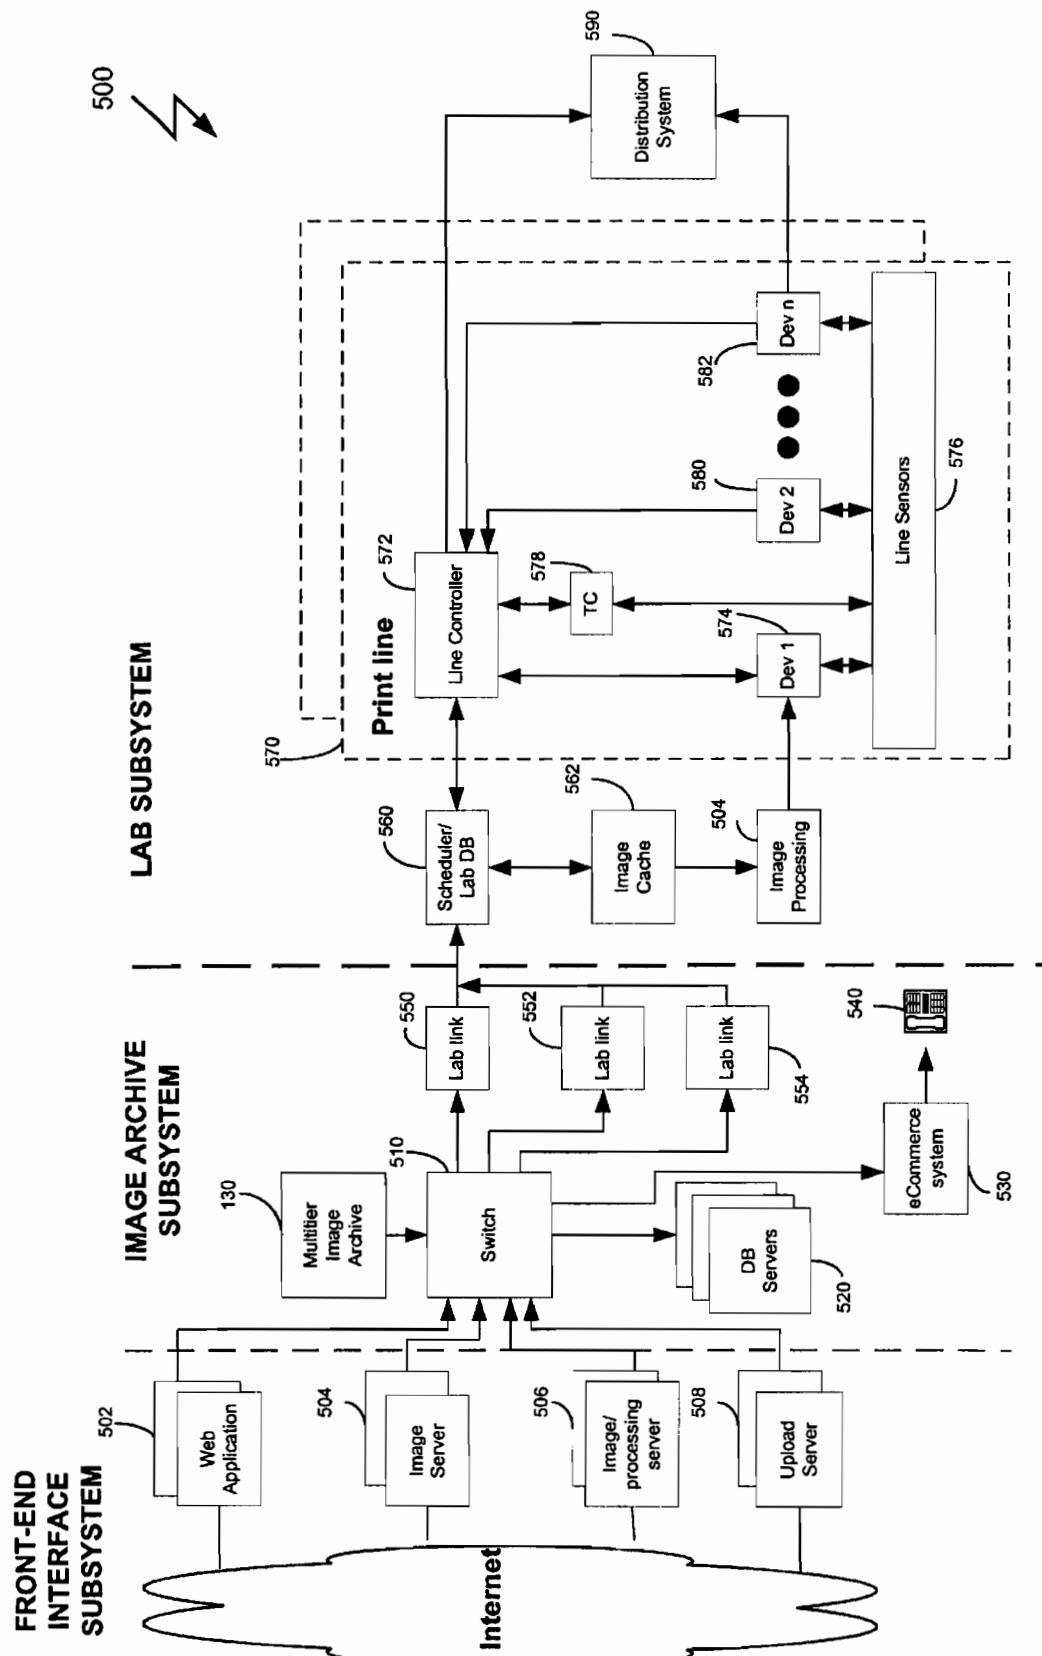 500
FRONT-END
INTERFACE
SUBSYSTEM
IMAGE ARCHIVE
SUBSYSTEM
LAB SUBSYSTEM
Internet
502
Web
Application
504
Image
Server
506
Image/
processing
server
508
Upload
Server
130
Multitier
Image
Archive
510
Switch
DB
Servers
520
550
Lab link
552
Lab link
Lab link
554
eCommerce
system
530
540
560
Scheduler/
Lab DB
562
Image
Cache
504
Image
Processing
570
Print line
572
Line Controller
578
TC
574
Dev 1
580
Dev 2
582
Dev n
Line Sensors
576
590
Distribution
System